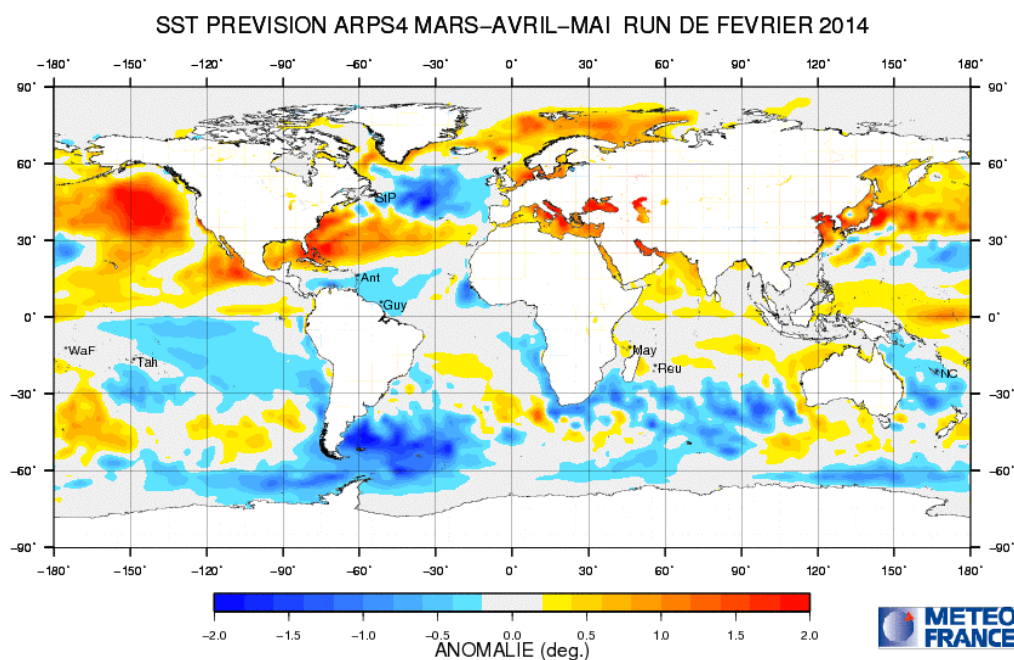 SST PREVISION ARPS4 MARS-AVRIL-MAI RUN DE FEVRIER 2014
-180 -150° -120° -90° -60° -30° 0° 30° 60° 90° 120° 150° 180°
90° 90°
60° 60°
StP
30° 30°
Ant
Guy
0° 0°
WaF Tah May Reu NC
-30° -30°
-60° -60°
-90° -90°
-180 -150° -120° -90° -60° -30° 0° 30° 60° 90° 120° 150° 180°
-2.0 -1.5 -1.0 -0.5 0.0 0.5 1.0 1.5 2.0
ANOMALIE (deg.)
METEO
FRANCE